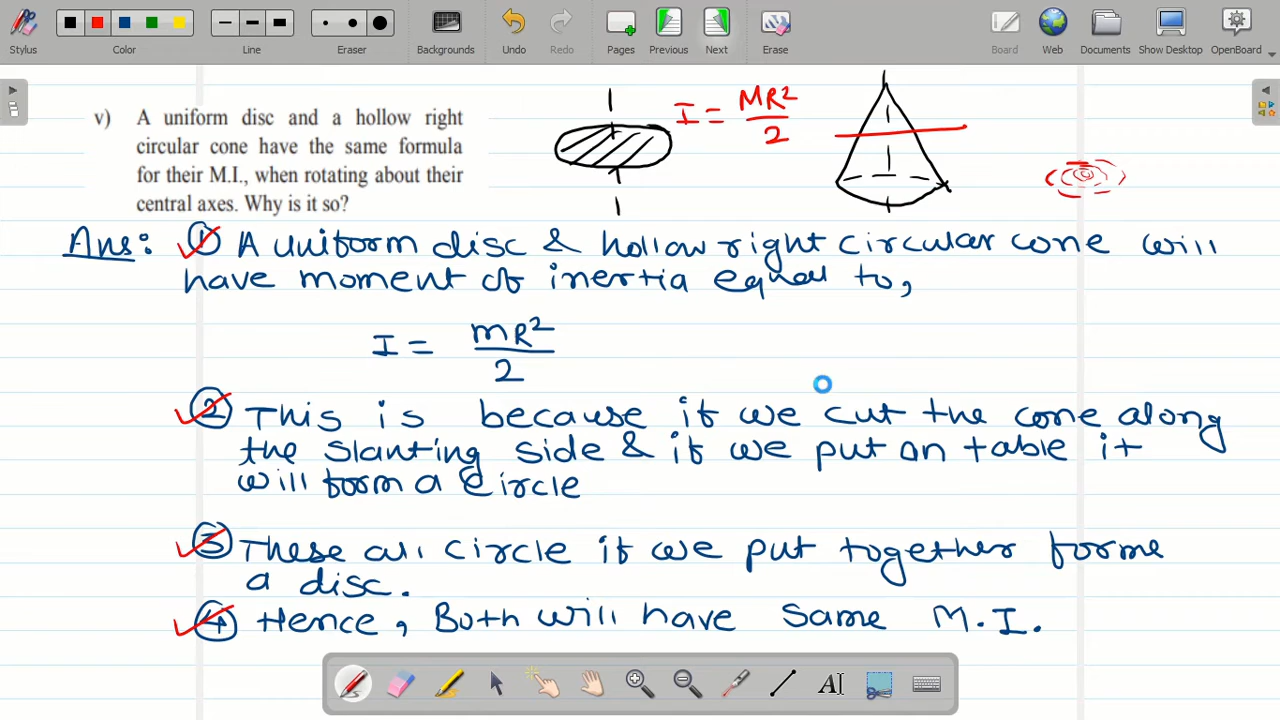 Stylus
Color
Line
Eraser
Backgrounds
Undo
Redo
Pages
Previous
Next
Erase
Board
Web
Documents
Show Desktop
OpenBoard
v) A uniform disc and a hollow right
circular cone have the same formula
for their M.I., when rotating about their
central axes. Why is it so?
I = MR²/2
Ans: ① A uniform disc & hollow right circular cone will
have moment of inertia equal to,
I = MR²/2
② This is because if we cut the cone along
the slanting side & if we put on table it
will form a circle
③ These all circle if we put together forms
a disc.
④ Hence, Both will have same M.I.